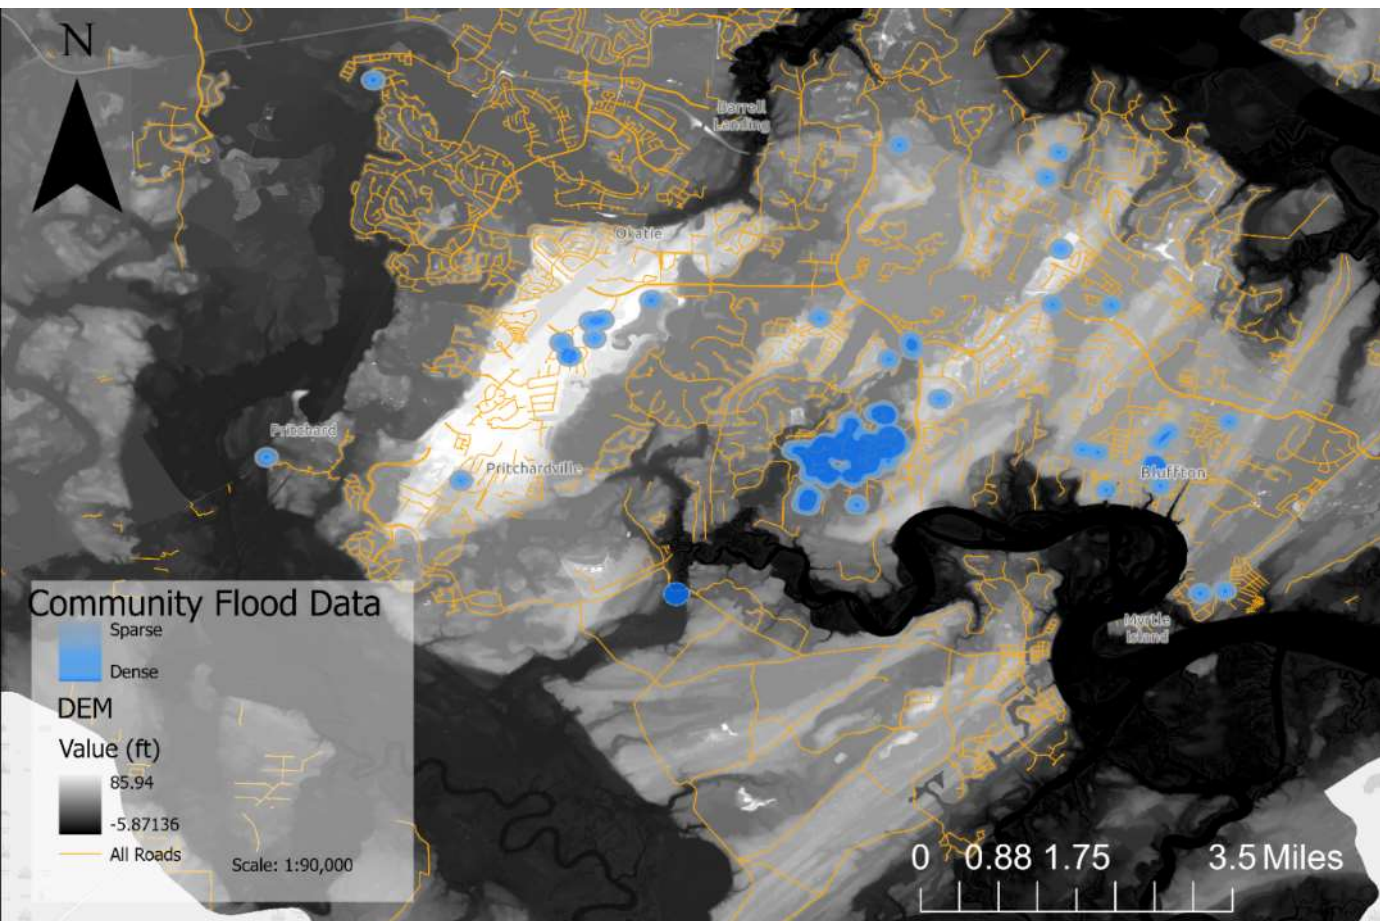 N
Barrell
Landing
Okatie
Pritchard
Pritchardville
Bluffton
Myrtle
Island
Community Flood Data
Sparse
Dense
DEM
Value (ft)
85.94
-5.87136
All Roads
Scale: 1:90,000
0 0.88 1.75 3.5 Miles